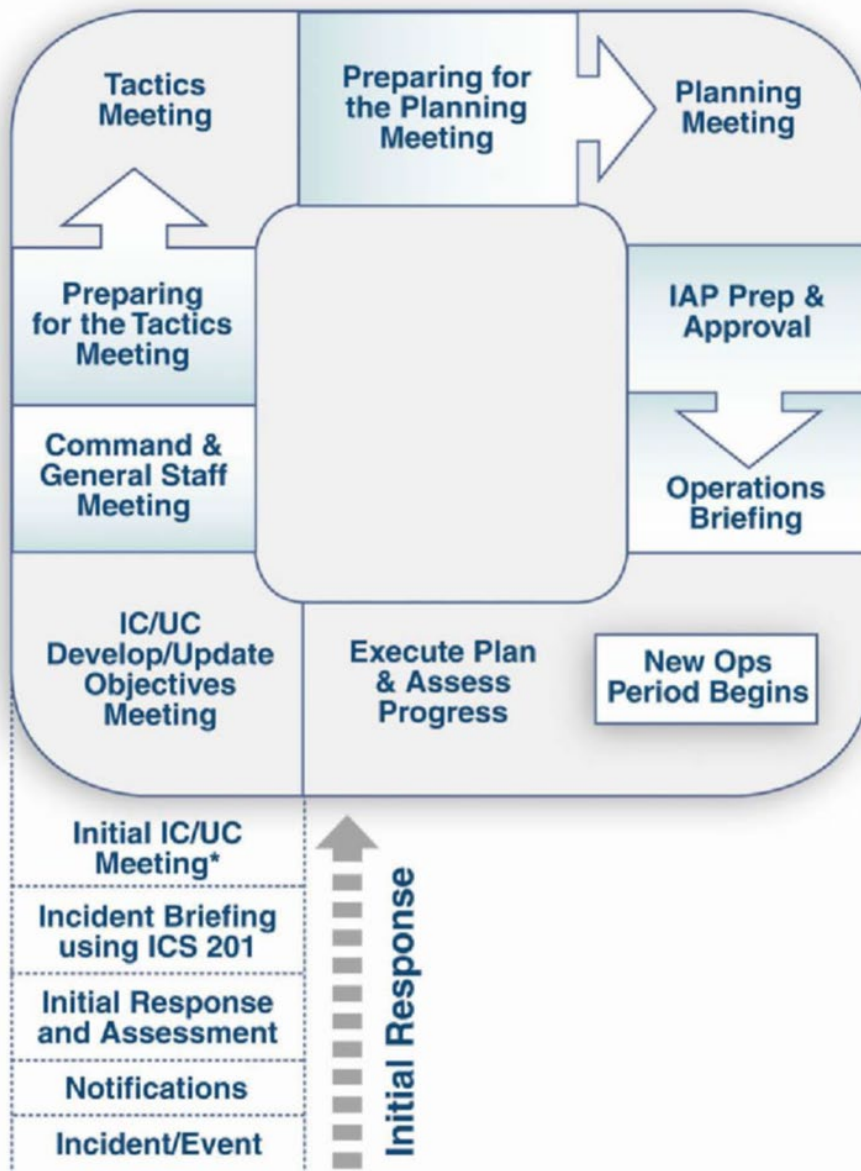 Tactics
Meeting
Preparing for
the Planning
Meeting
Planning
Meeting
Preparing
for the Tactics
Meeting
IAP Prep &
Approval
Command &
General Staff
Meeting
Operations
Briefing
IC/UC
Develop/Update
Objectives
Meeting
Execute Plan
& Assess
Progress
New Ops
Period Begins
Initial IC/UC
Meeting*
Incident Briefing
using ICS 201
Initial Response
and Assessment
Notifications
Incident/Event
Initial Response